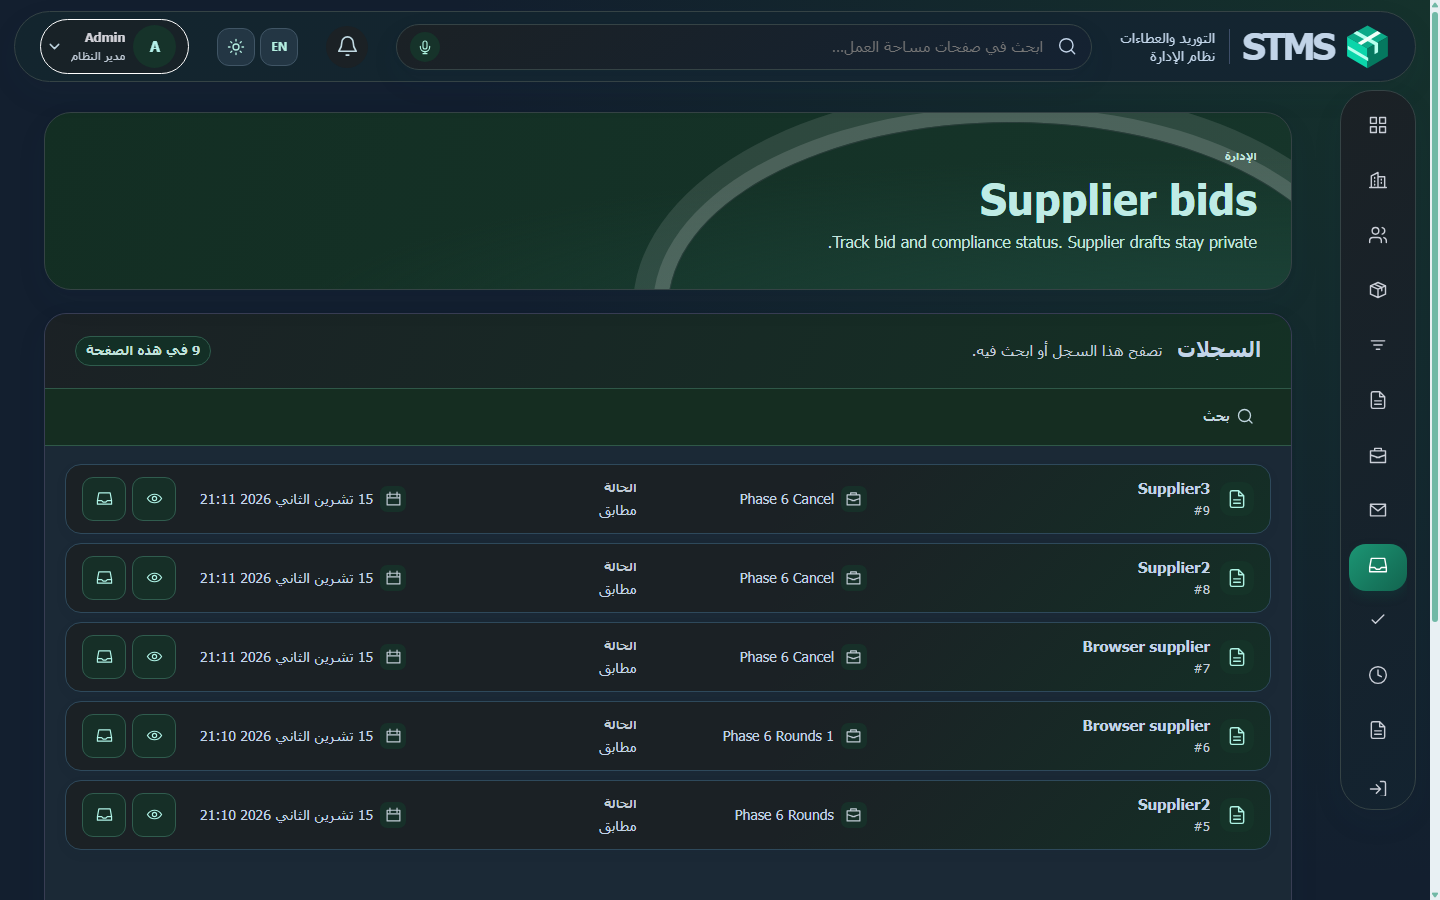 STMS
التوريد والعطاءات
نظام الإدارة
ابحث في صفحات مساحة العمل...
EN
A
Admin
مدير النظام
الإدارة
Supplier bids
Track bid and compliance status. Supplier drafts stay private.
السجلات
تصفح هذا السجل أو ابحث فيه.
9 في هذه الصفحة
بحث
Supplier3
#9
Phase 6 Cancel
الحالة
مطابق
15 تشرين الثاني 2026 21:11
Supplier2
#8
Phase 6 Cancel
الحالة
مطابق
15 تشرين الثاني 2026 21:11
Browser supplier
#7
Phase 6 Cancel
الحالة
مطابق
15 تشرين الثاني 2026 21:11
Browser supplier
#6
Phase 6 Rounds 1
الحالة
مطابق
15 تشرين الثاني 2026 21:10
Supplier2
#5
Phase 6 Rounds
الحالة
مطابق
15 تشرين الثاني 2026 21:10